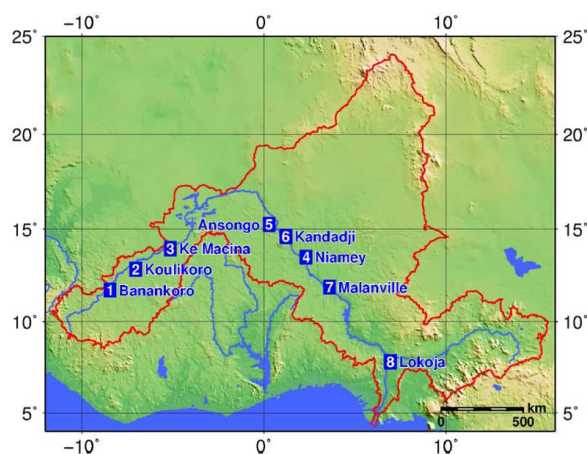 −10° 0° 10°
25° 25°
20° 20°
15° 15°
10° 10°
5° 5°
Ansongo 5
6 Kandadji
3 Ke Macina
4 Niamey
2 Koulikoro
1 Banankoro
7 Malanville
8 Lokoja
km
0 500
−10° 0° 10°